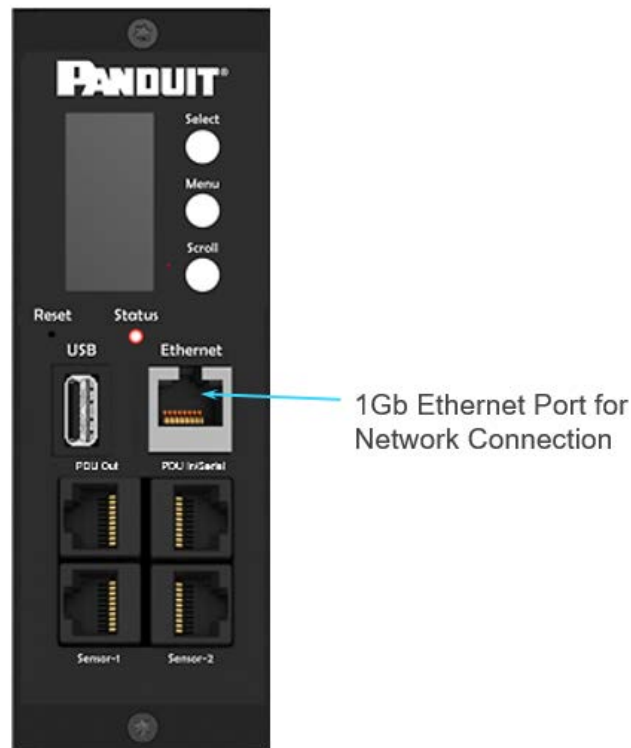 PANDUIT®
Select
Menu
Scroll
Reset
Status
USB
Ethernet
1Gb Ethernet Port for
Network Connection
PDU Out
PDU In/Serial
Sensor-1
Sensor-2